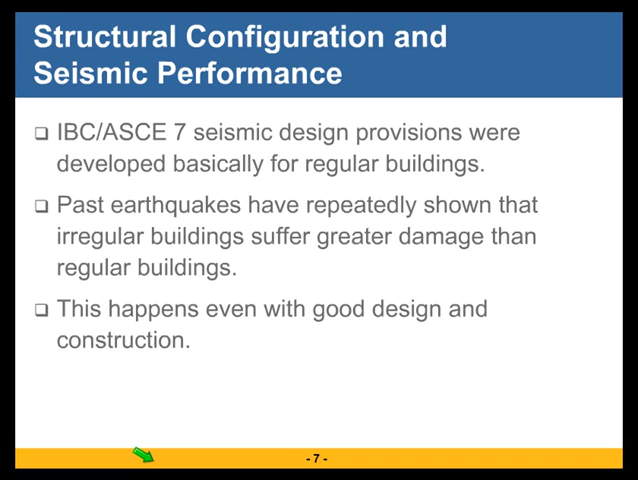 Structural Configuration and
Seismic Performance
IBC/ASCE 7 seismic design provisions were
developed basically for regular buildings.
Past earthquakes have repeatedly shown that
irregular buildings suffer greater damage than
regular buildings.
This happens even with good design and
construction.
- 7 -